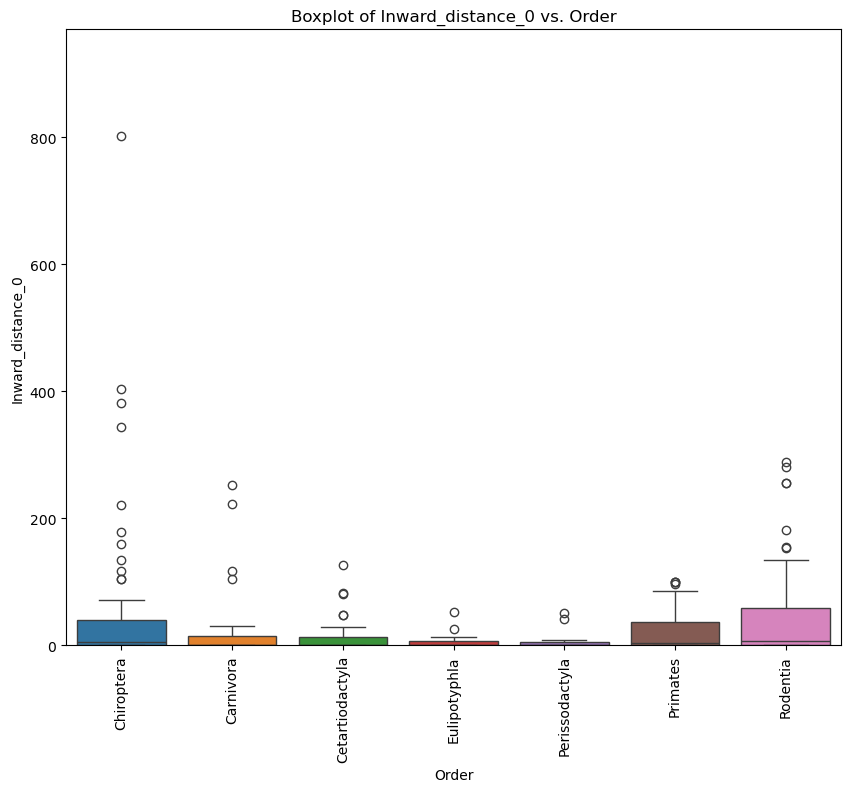 Boxplot of Inward_distance_0 vs. Order
Inward_distance_0
800
600
400
200
0
Chiroptera
Carnivora
Cetartiodactyla
Eulipotyphla
Perissodactyla
Primates
Rodentia
Order